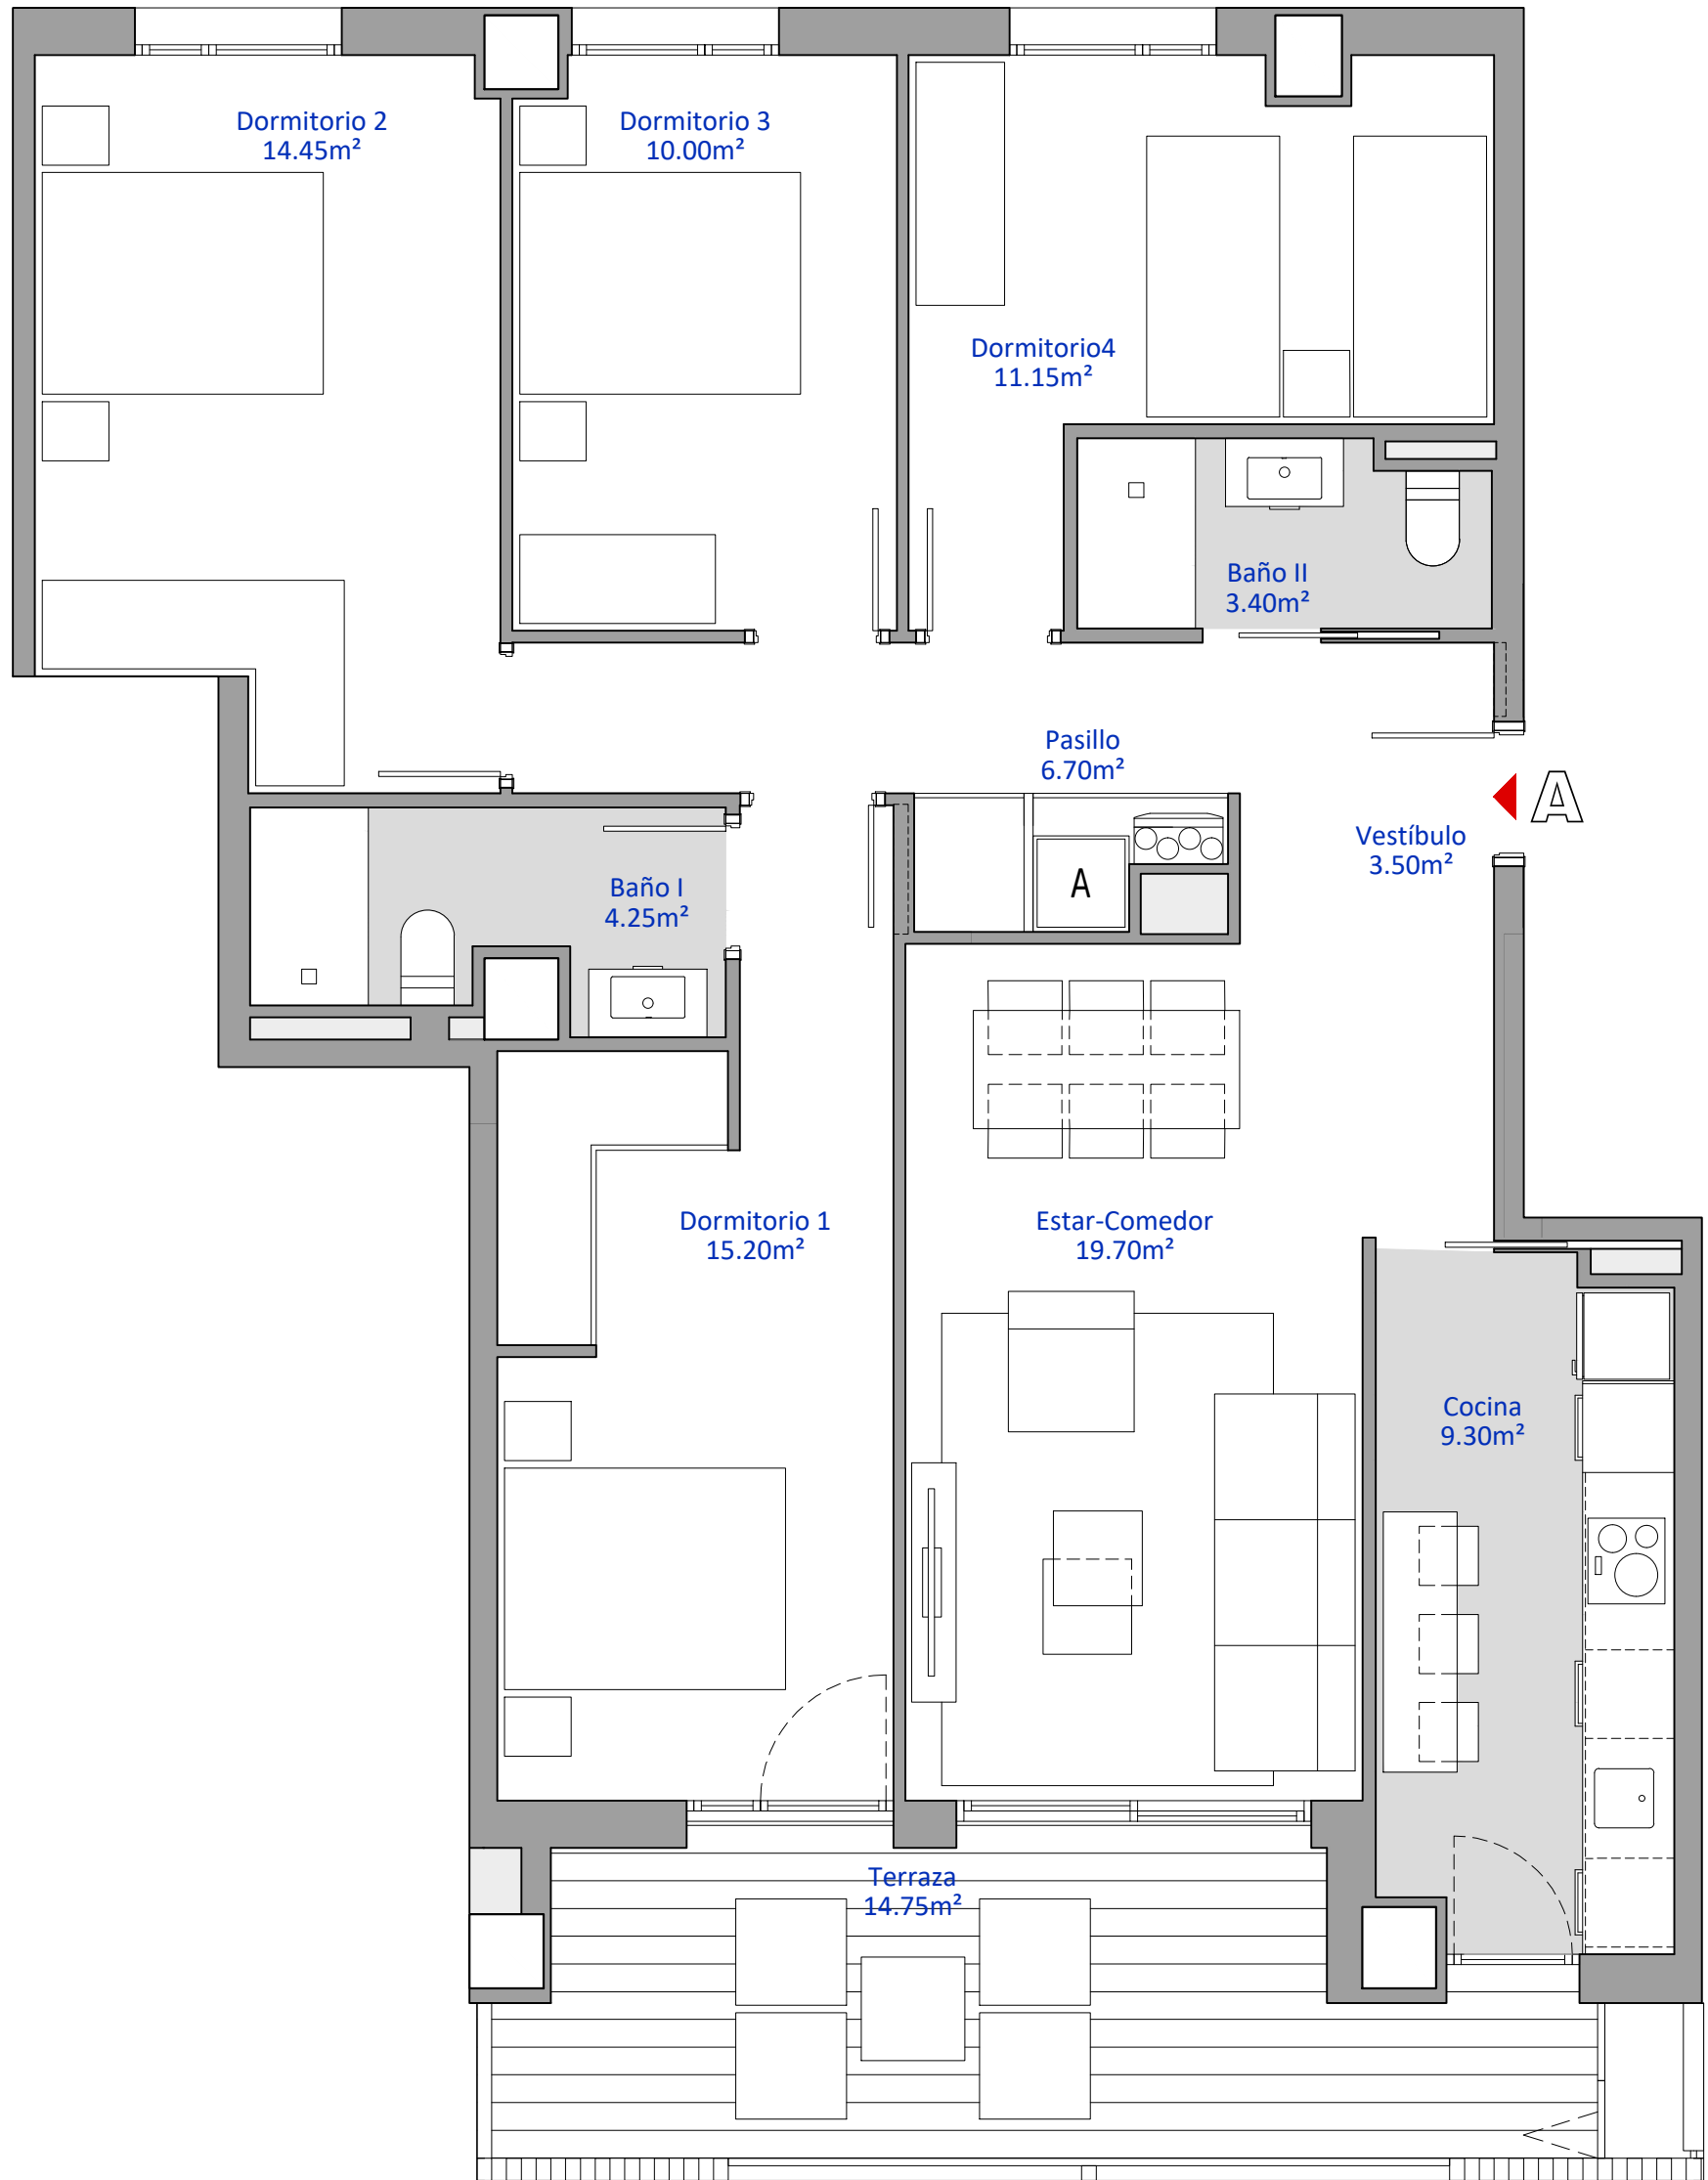 Dormitorio 2
14.45m²
Dormitorio 3
10.00m²
Dormitorio4
11.15m²
Baño II
3.40m²
Pasillo
6.70m²
A
Vestíbulo
3.50m²
Baño I
4.25m²
A
Dormitorio 1
15.20m²
Estar-Comedor
19.70m²
Cocina
9.30m²
Terraza
14.75m²